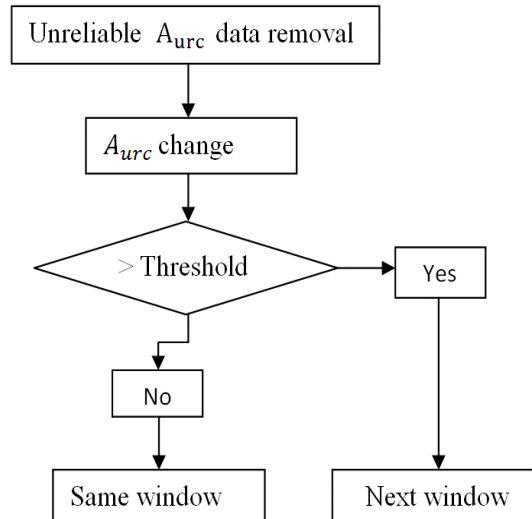 Unreliable A_urc data removal
A_urc change
> Threshold
Yes
No
Same window
Next window